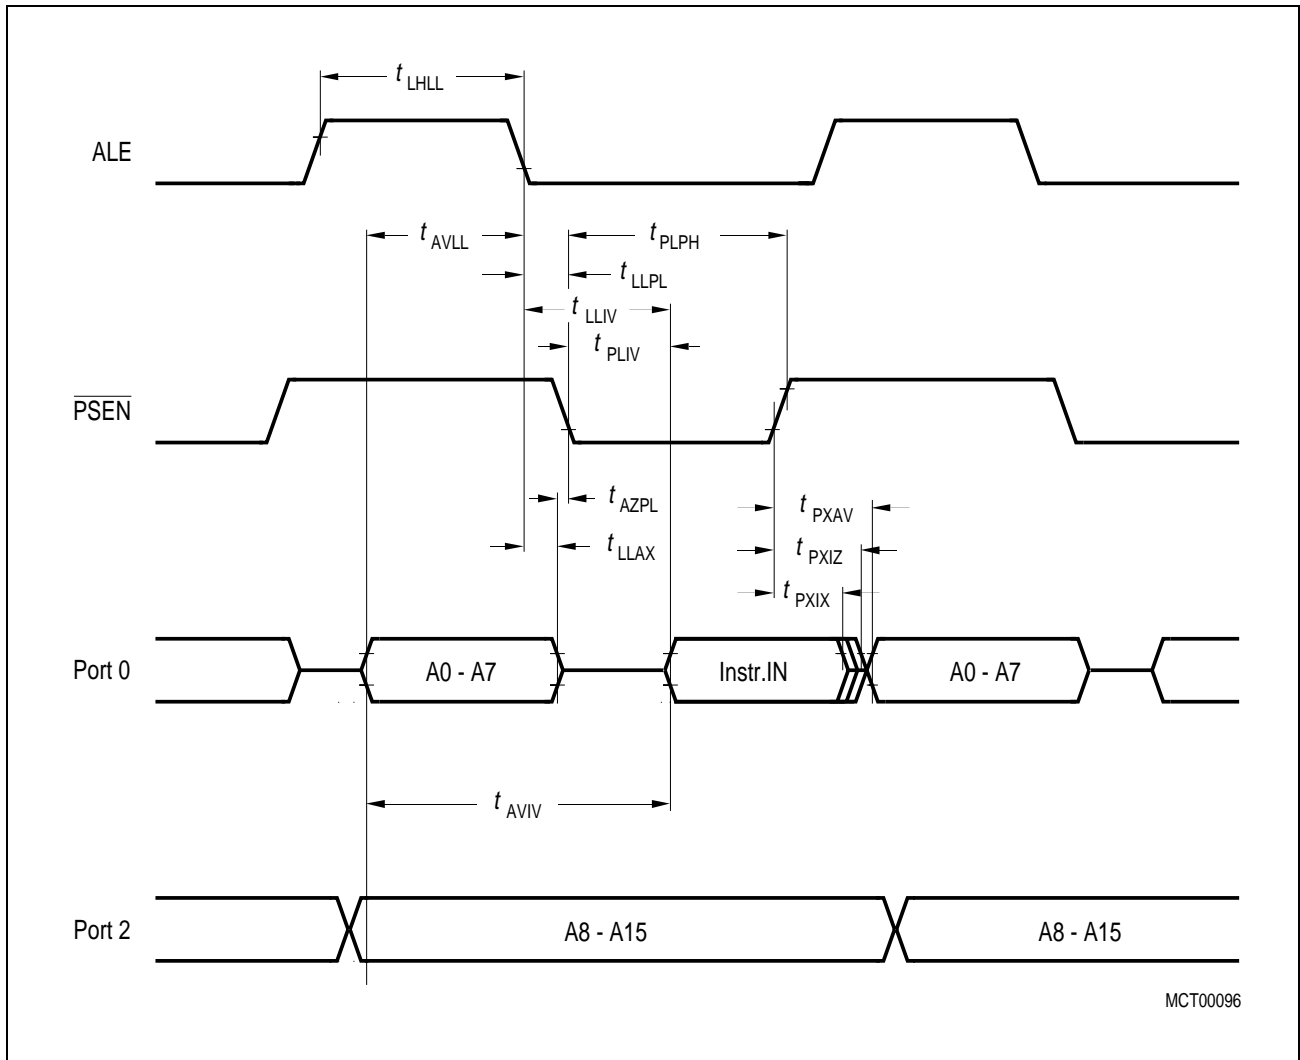 t LHLL
ALE
t AVLL
t PLPH
t LLPL
t LLIV
t PLIV
PSEN
t AZPL
t PXAV
t LLAX
t PXIZ
t PXIX
Port 0
A0 - A7
Instr.IN
A0 - A7
t AVIV
Port 2
A8 - A15
A8 - A15
MCT00096